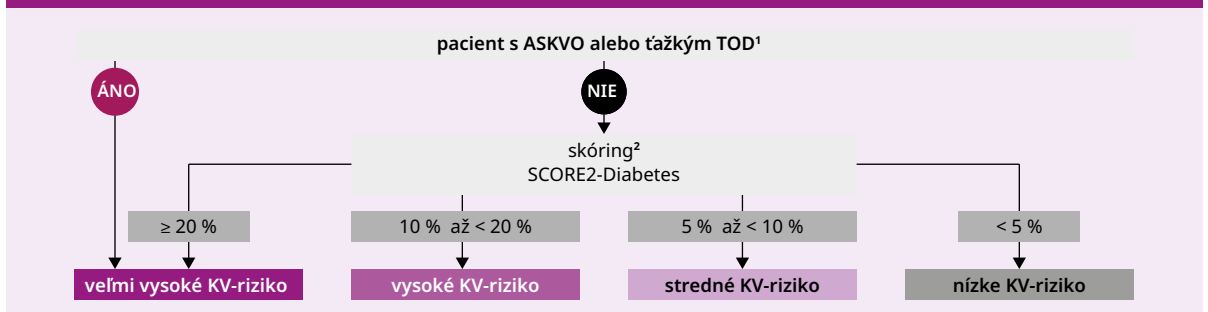 pacient s ASKVO alebo ťažkým TOD¹
ÁNO
NIE
skóring²
SCORE2-Diabetes
≥ 20 %
10 % až < 20 %
5 % až < 10 %
< 5 %
veľmi vysoké KV-riziko
vysoké KV-riziko
stredné KV-riziko
nízke KV-riziko